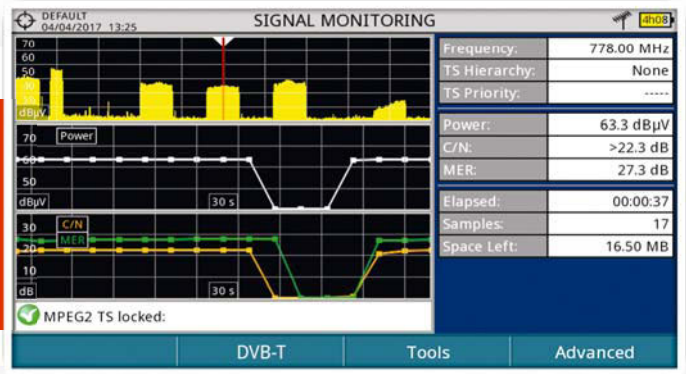 DEFAULT
04/04/2017 13:25
SIGNAL MONITORING
4h08
70
60
50
dBµV
70
Power
60
50
dBµV
30 s
30
C/N
MER
20
10
dB
30 s
MPEG2 TS locked:
Frequency: 778.00 MHz
TS Hierarchy: None
TS Priority: -----
Power: 63.3 dBµV
C/N: >22.3 dB
MER: 27.3 dB
Elapsed: 00:00:37
Samples: 17
Space Left: 16.50 MB
DVB-T
Tools
Advanced